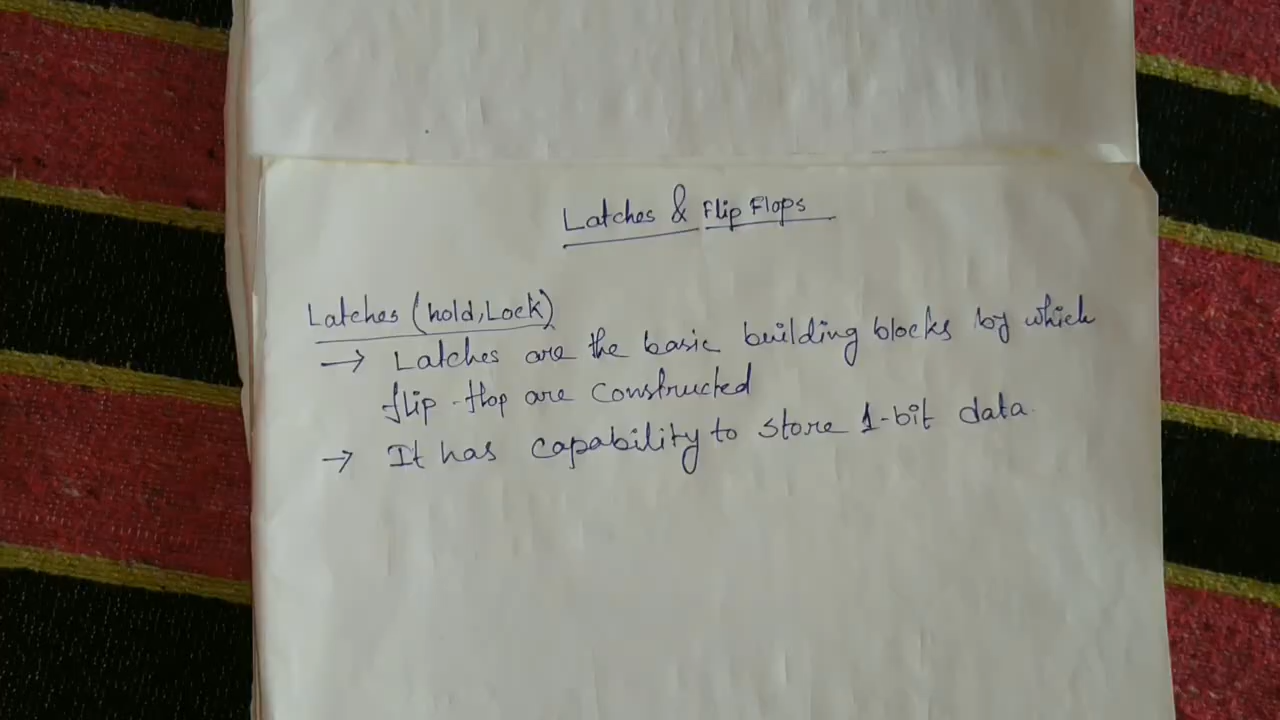 Latches & Flip Flops
Latches (hold, Lock)
→ Latches are the basic building blocks by which
flip-flop are constructed
→ It has capability to store 1-bit data.